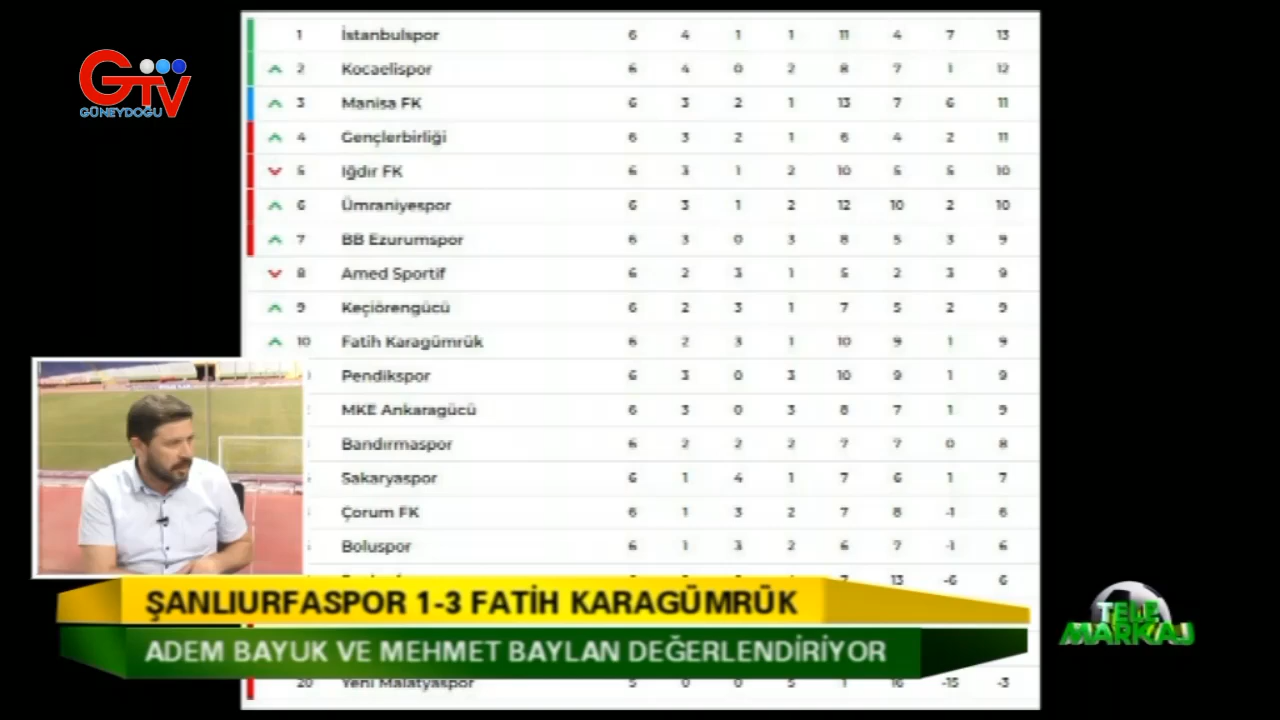 1 İstanbulspor 6 4 1 1 11 4 7 13
2 Kocaelispor 6 4 0 2 8 7 1 12
3 Manisa FK 6 3 2 1 13 7 6 11
4 Gençlerbirliği 6 3 2 1 6 4 2 11
5 Iğdır FK 6 3 1 2 10 5 5 10
6 Ümraniyespor 6 3 1 2 12 10 2 10
7 BB Ezurumspor 6 3 0 3 8 5 3 9
8 Amed Sportif 6 2 3 1 5 2 3 9
9 Keçiörengücü 6 2 3 1 7 5 2 9
10 Fatih Karagümrük 6 2 3 1 10 9 1 9
Pendikspor 6 3 0 3 10 9 1 9
MKE Ankaragücü 6 3 0 3 8 7 1 9
Bandırmaspor 6 2 2 2 7 7 0 8
Sakaryaspor 6 1 4 1 7 6 1 7
Çorum FK 6 1 3 2 7 8 -1 6
Boluspor 6 1 3 2 6 7 -1 6
7 13 -6 6
20 Yeni Malatyaspor 5 0 0 5 1 16 -15 -3
GTV
GÜNEYDOĞU
ŞANLIURFASPOR 1-3 FATİH KARAGÜMRÜK
ADEM BAYUK VE MEHMET BAYLAN DEĞERLENDİRİYOR
TELE
MARKAJ